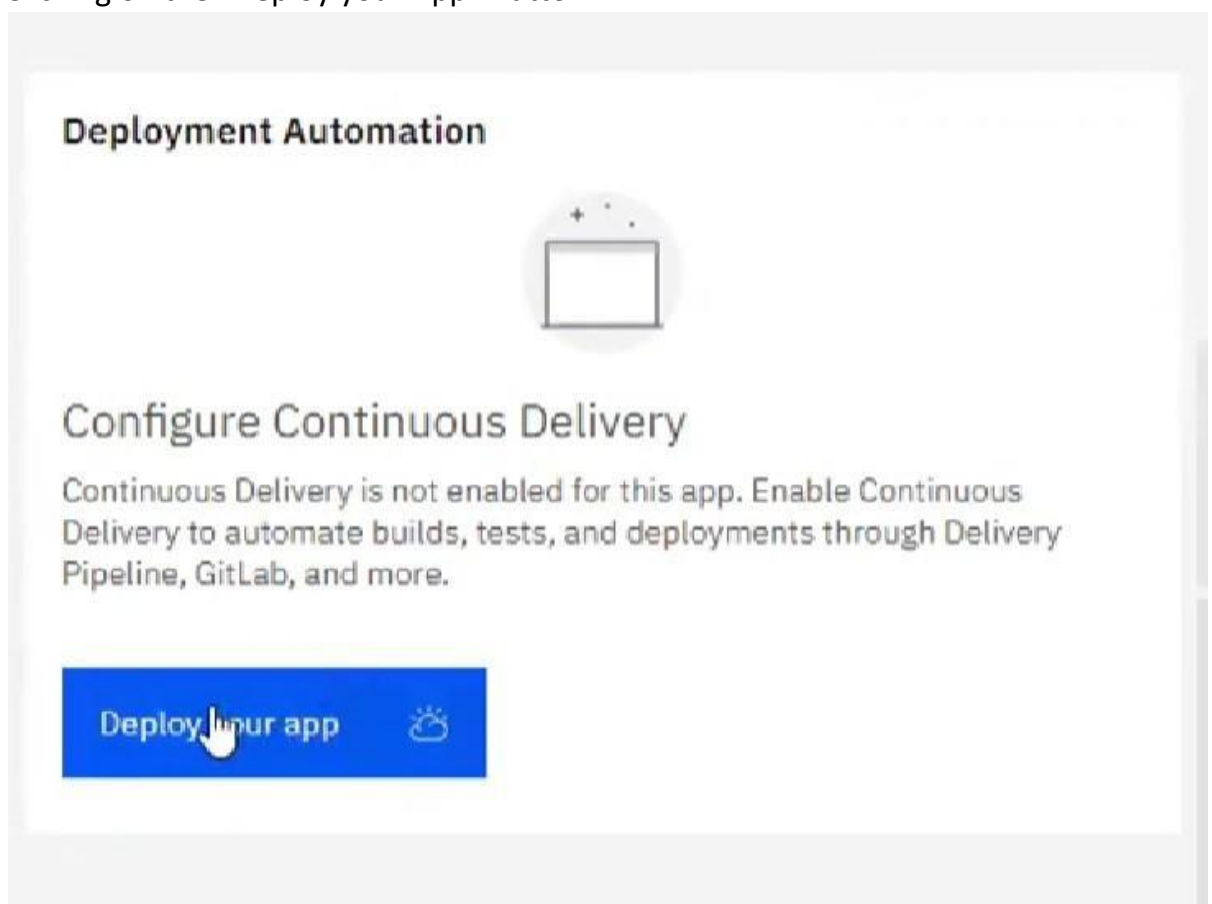 Deployment Automation
Configure Continuous Delivery
Continuous Delivery is not enabled for this app. Enable Continuous
Delivery to automate builds, tests, and deployments through Delivery
Pipeline, GitLab, and more.
Deploy your app